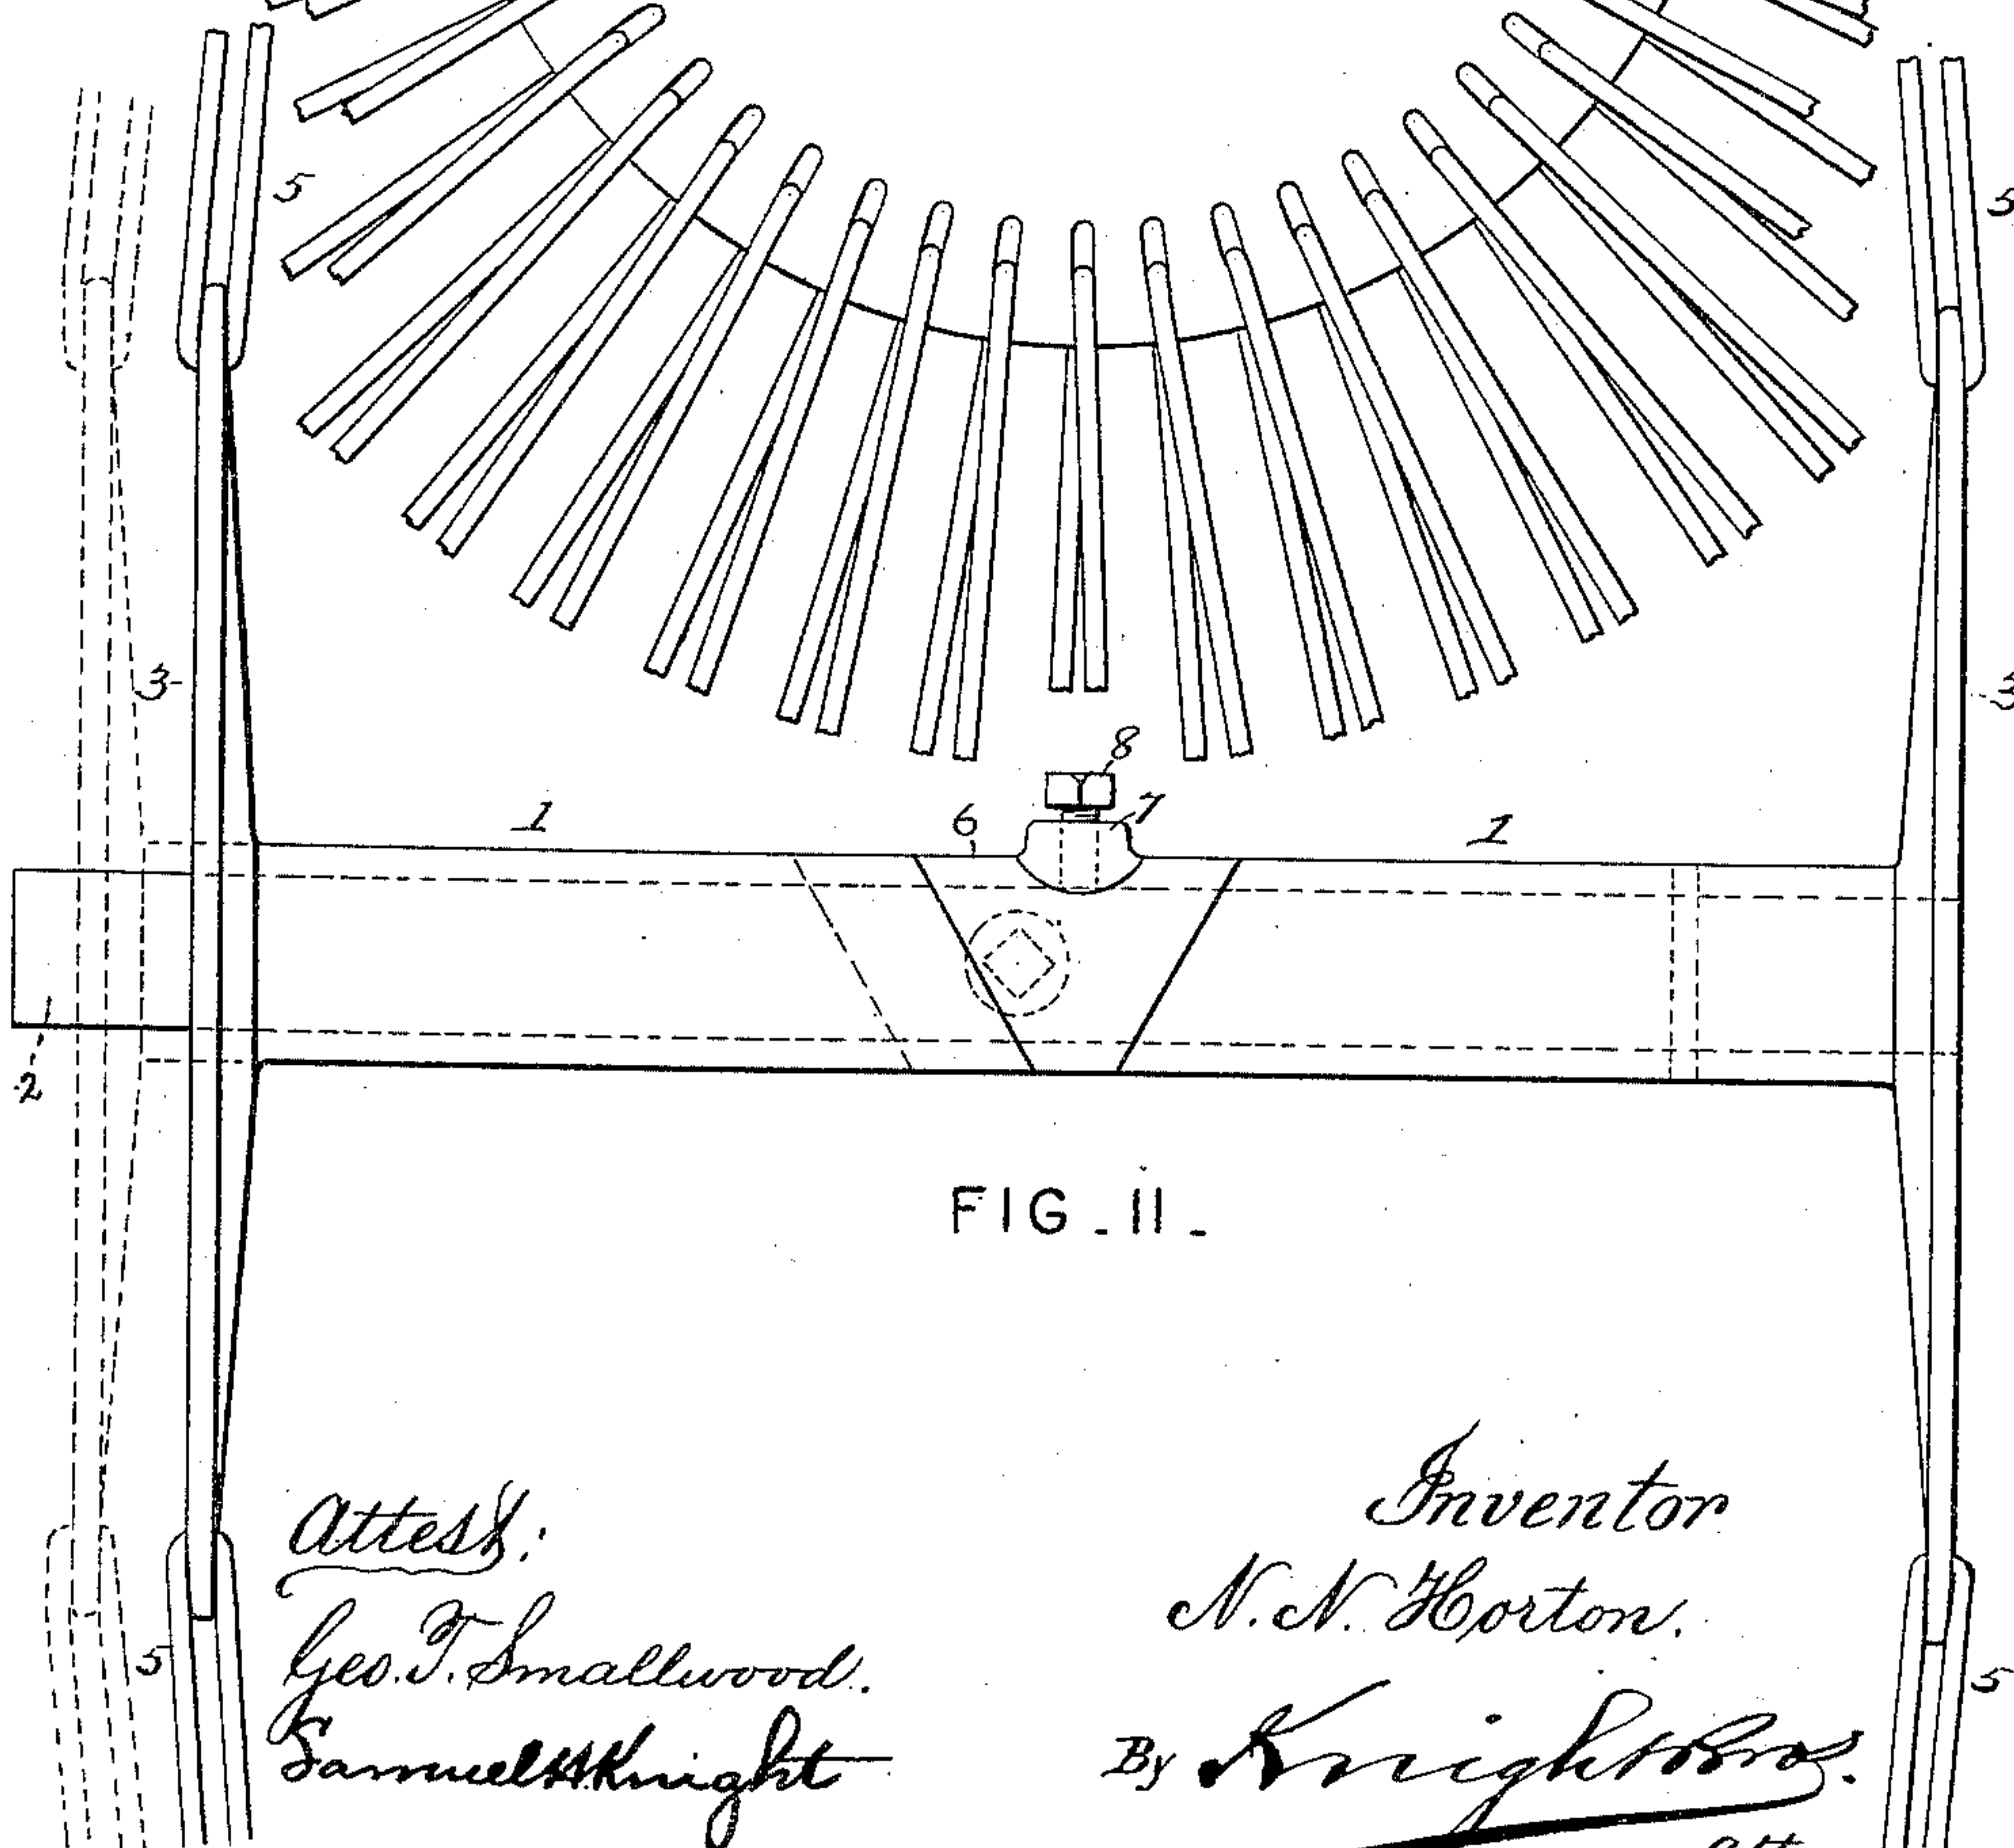 5
5
3
3
8
1
6
7
1
2
FIG_11_
Attest:
Inventor
Geo. T. Smallwood.
N. N. Horton.
5
5
Samuel H. Knight
By Knight Bros.